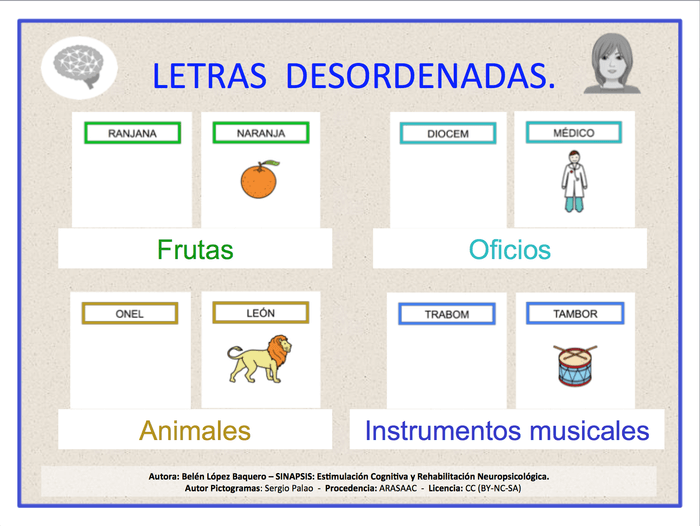 LETRAS DESORDENADAS.
RANJANA
NARANJA
Frutas
DIOCEM
MÉDICO
Oficios
ONEL
LEÓN
Animales
TRABOM
TAMBOR
Instrumentos musicales
Autora: Belén López Baquero – SINAPSIS: Estimulación Cognitiva y Rehabilitación Neuropsicológica.
Autor Pictogramas: Sergio Palao - Procedencia: ARASAAC - Licencia: CC (BY-NC-SA)